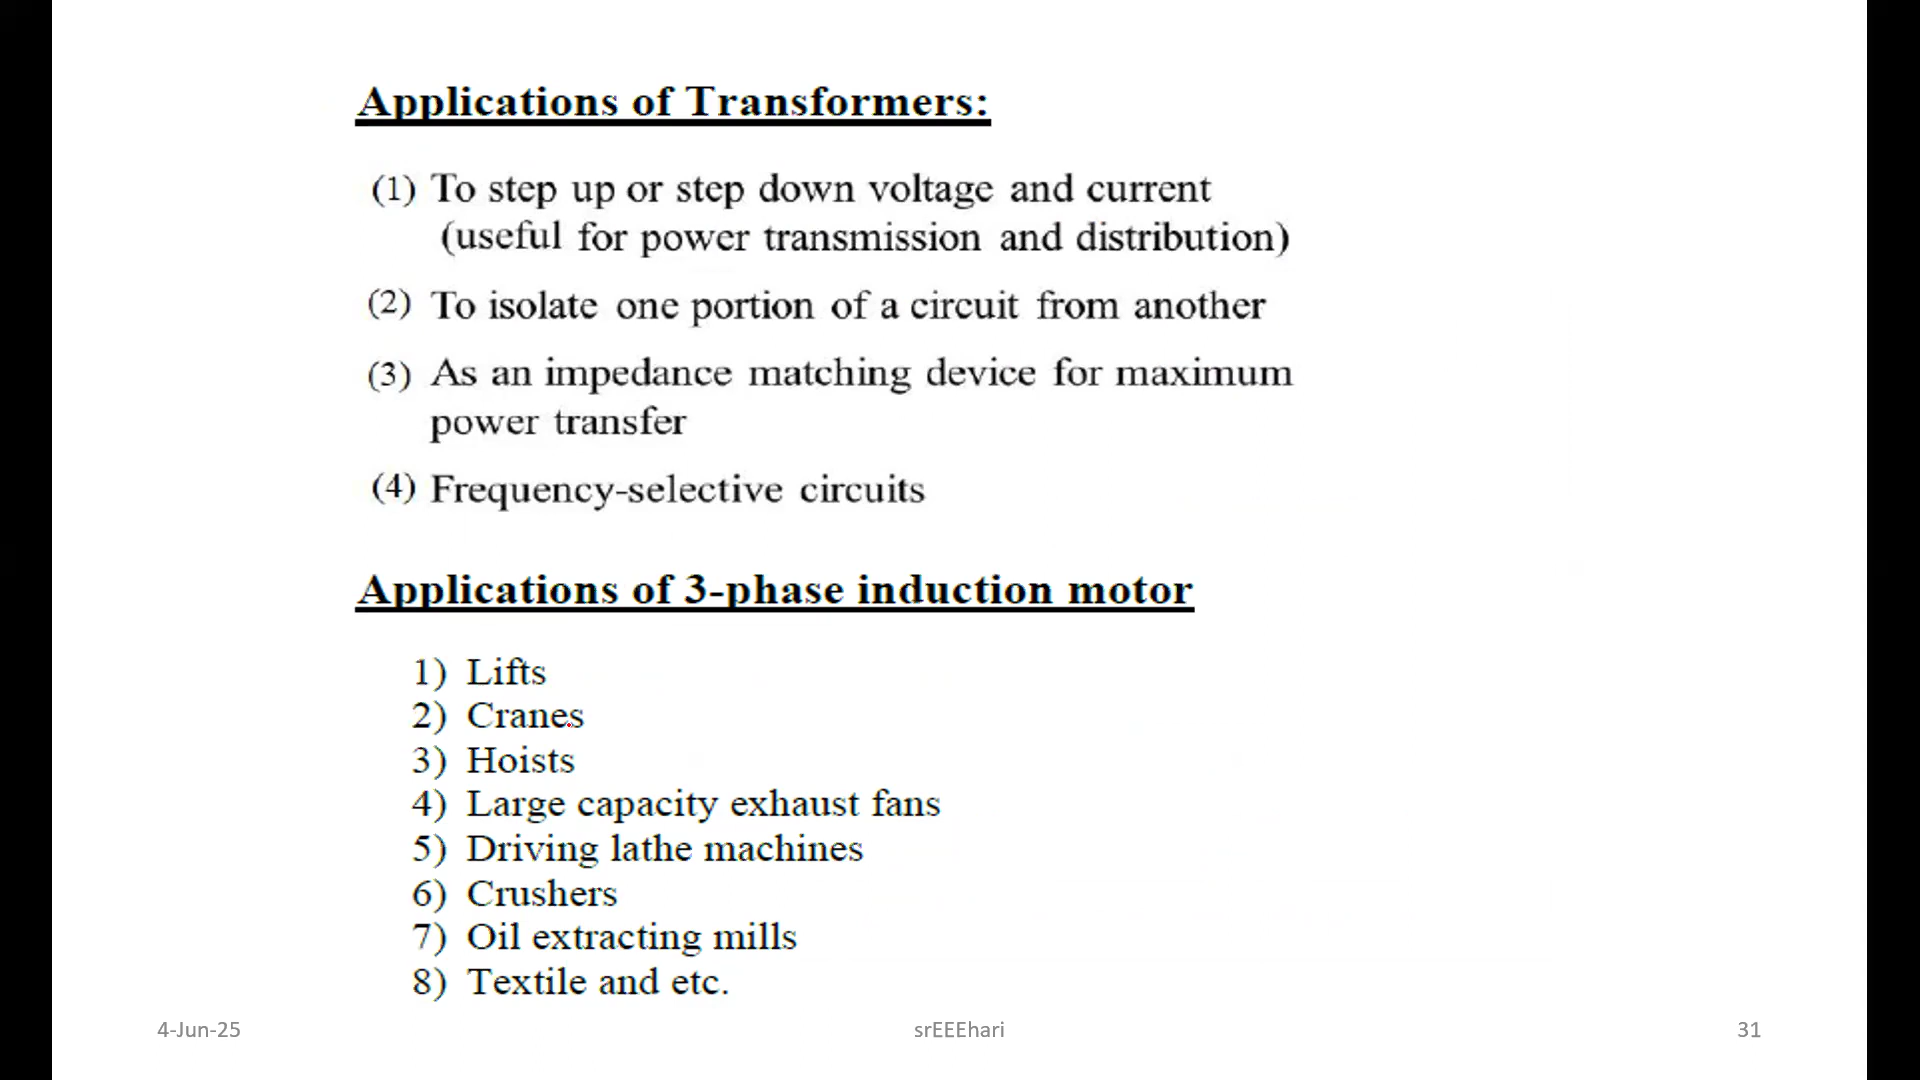 Applications of Transformers:
(1) To step up or step down voltage and current
(useful for power transmission and distribution)
(2) To isolate one portion of a circuit from another
(3) As an impedance matching device for maximum
power transfer
(4) Frequency-selective circuits
Applications of 3-phase induction motor
1) Lifts
2) Cranes
3) Hoists
4) Large capacity exhaust fans
5) Driving lathe machines
6) Crushers
7) Oil extracting mills
8) Textile and etc.
4-Jun-25 srEEEhari 31